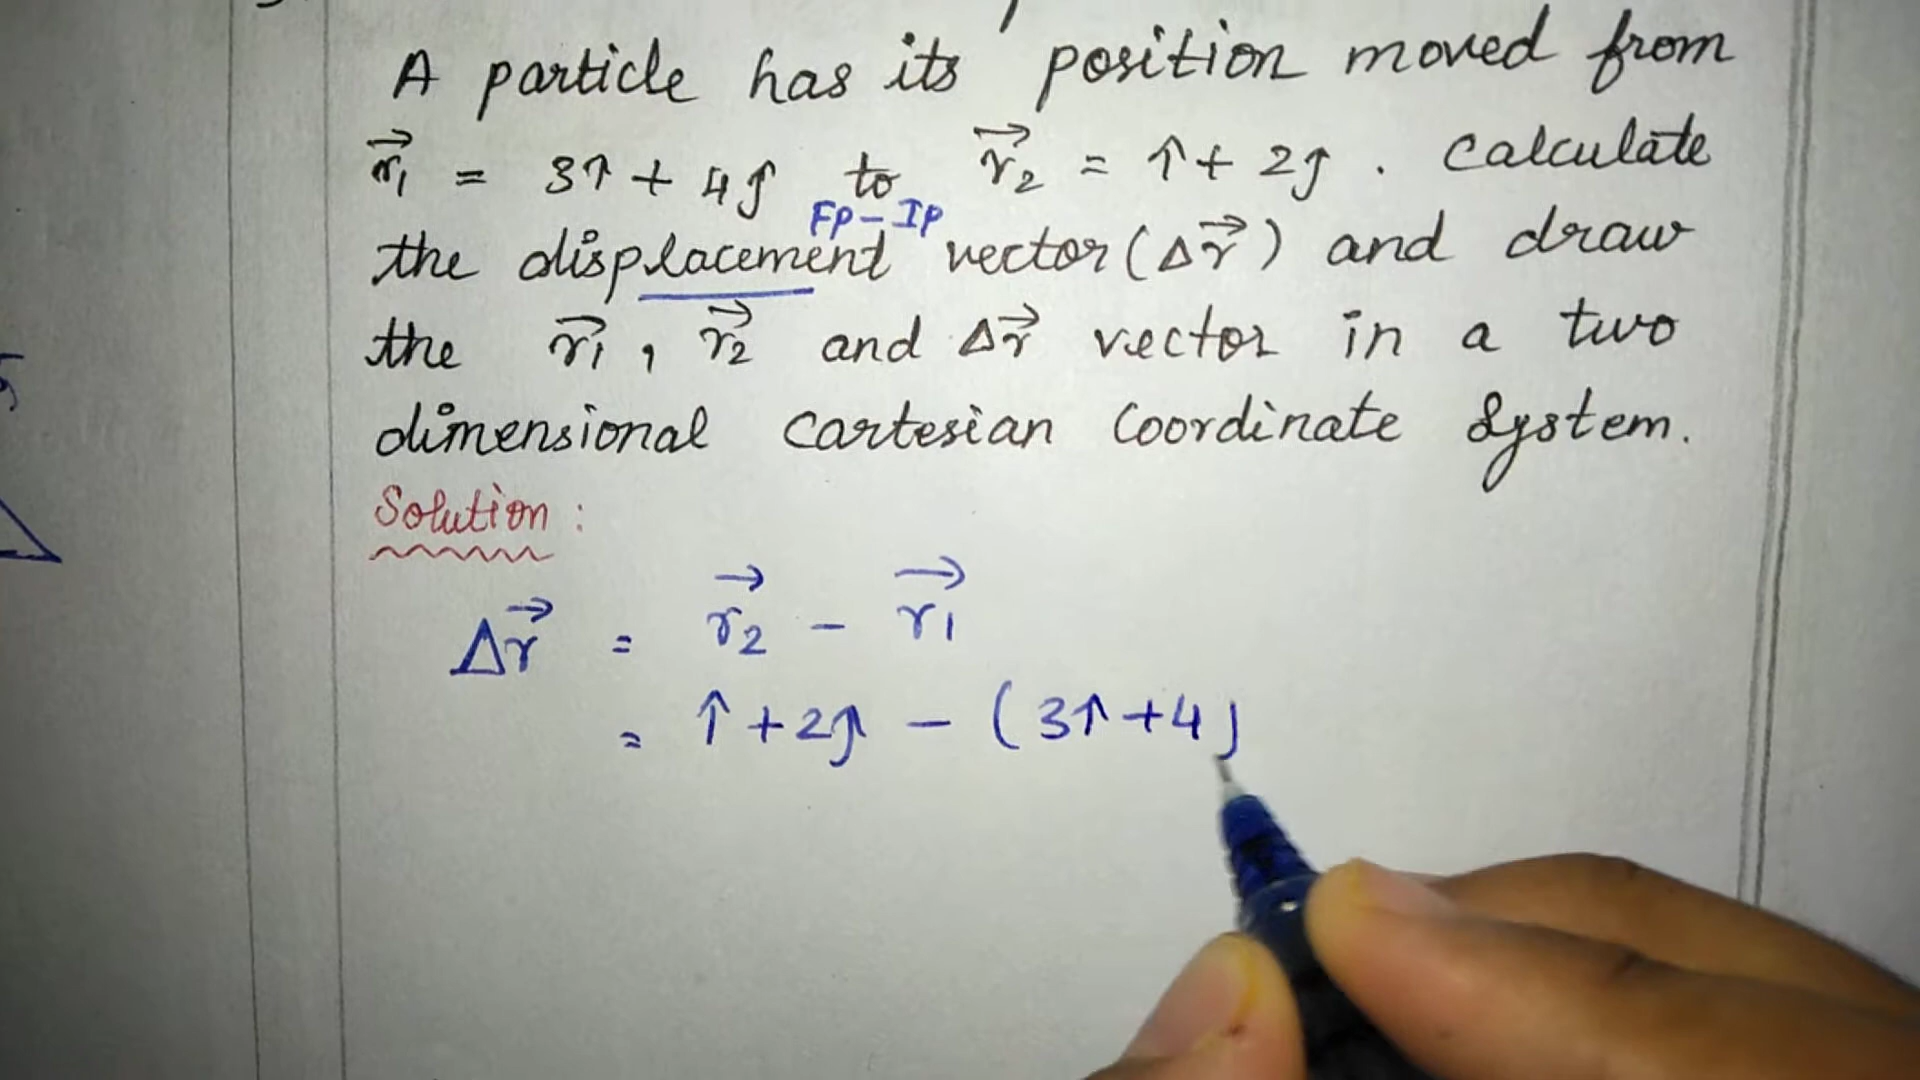 A particle has its position moved from
r⃗₁ = 3î + 4ĵ to r⃗₂ = î + 2ĵ . Calculate
Fp - Ip
the displacement vector (Δr⃗) and draw
the r⃗₁ , r⃗₂ and Δr⃗ vector in a two
dimensional cartesian coordinate system.
Solution :
Δr⃗ = r⃗₂ - r⃗₁
= î + 2ĵ - (3î + 4j